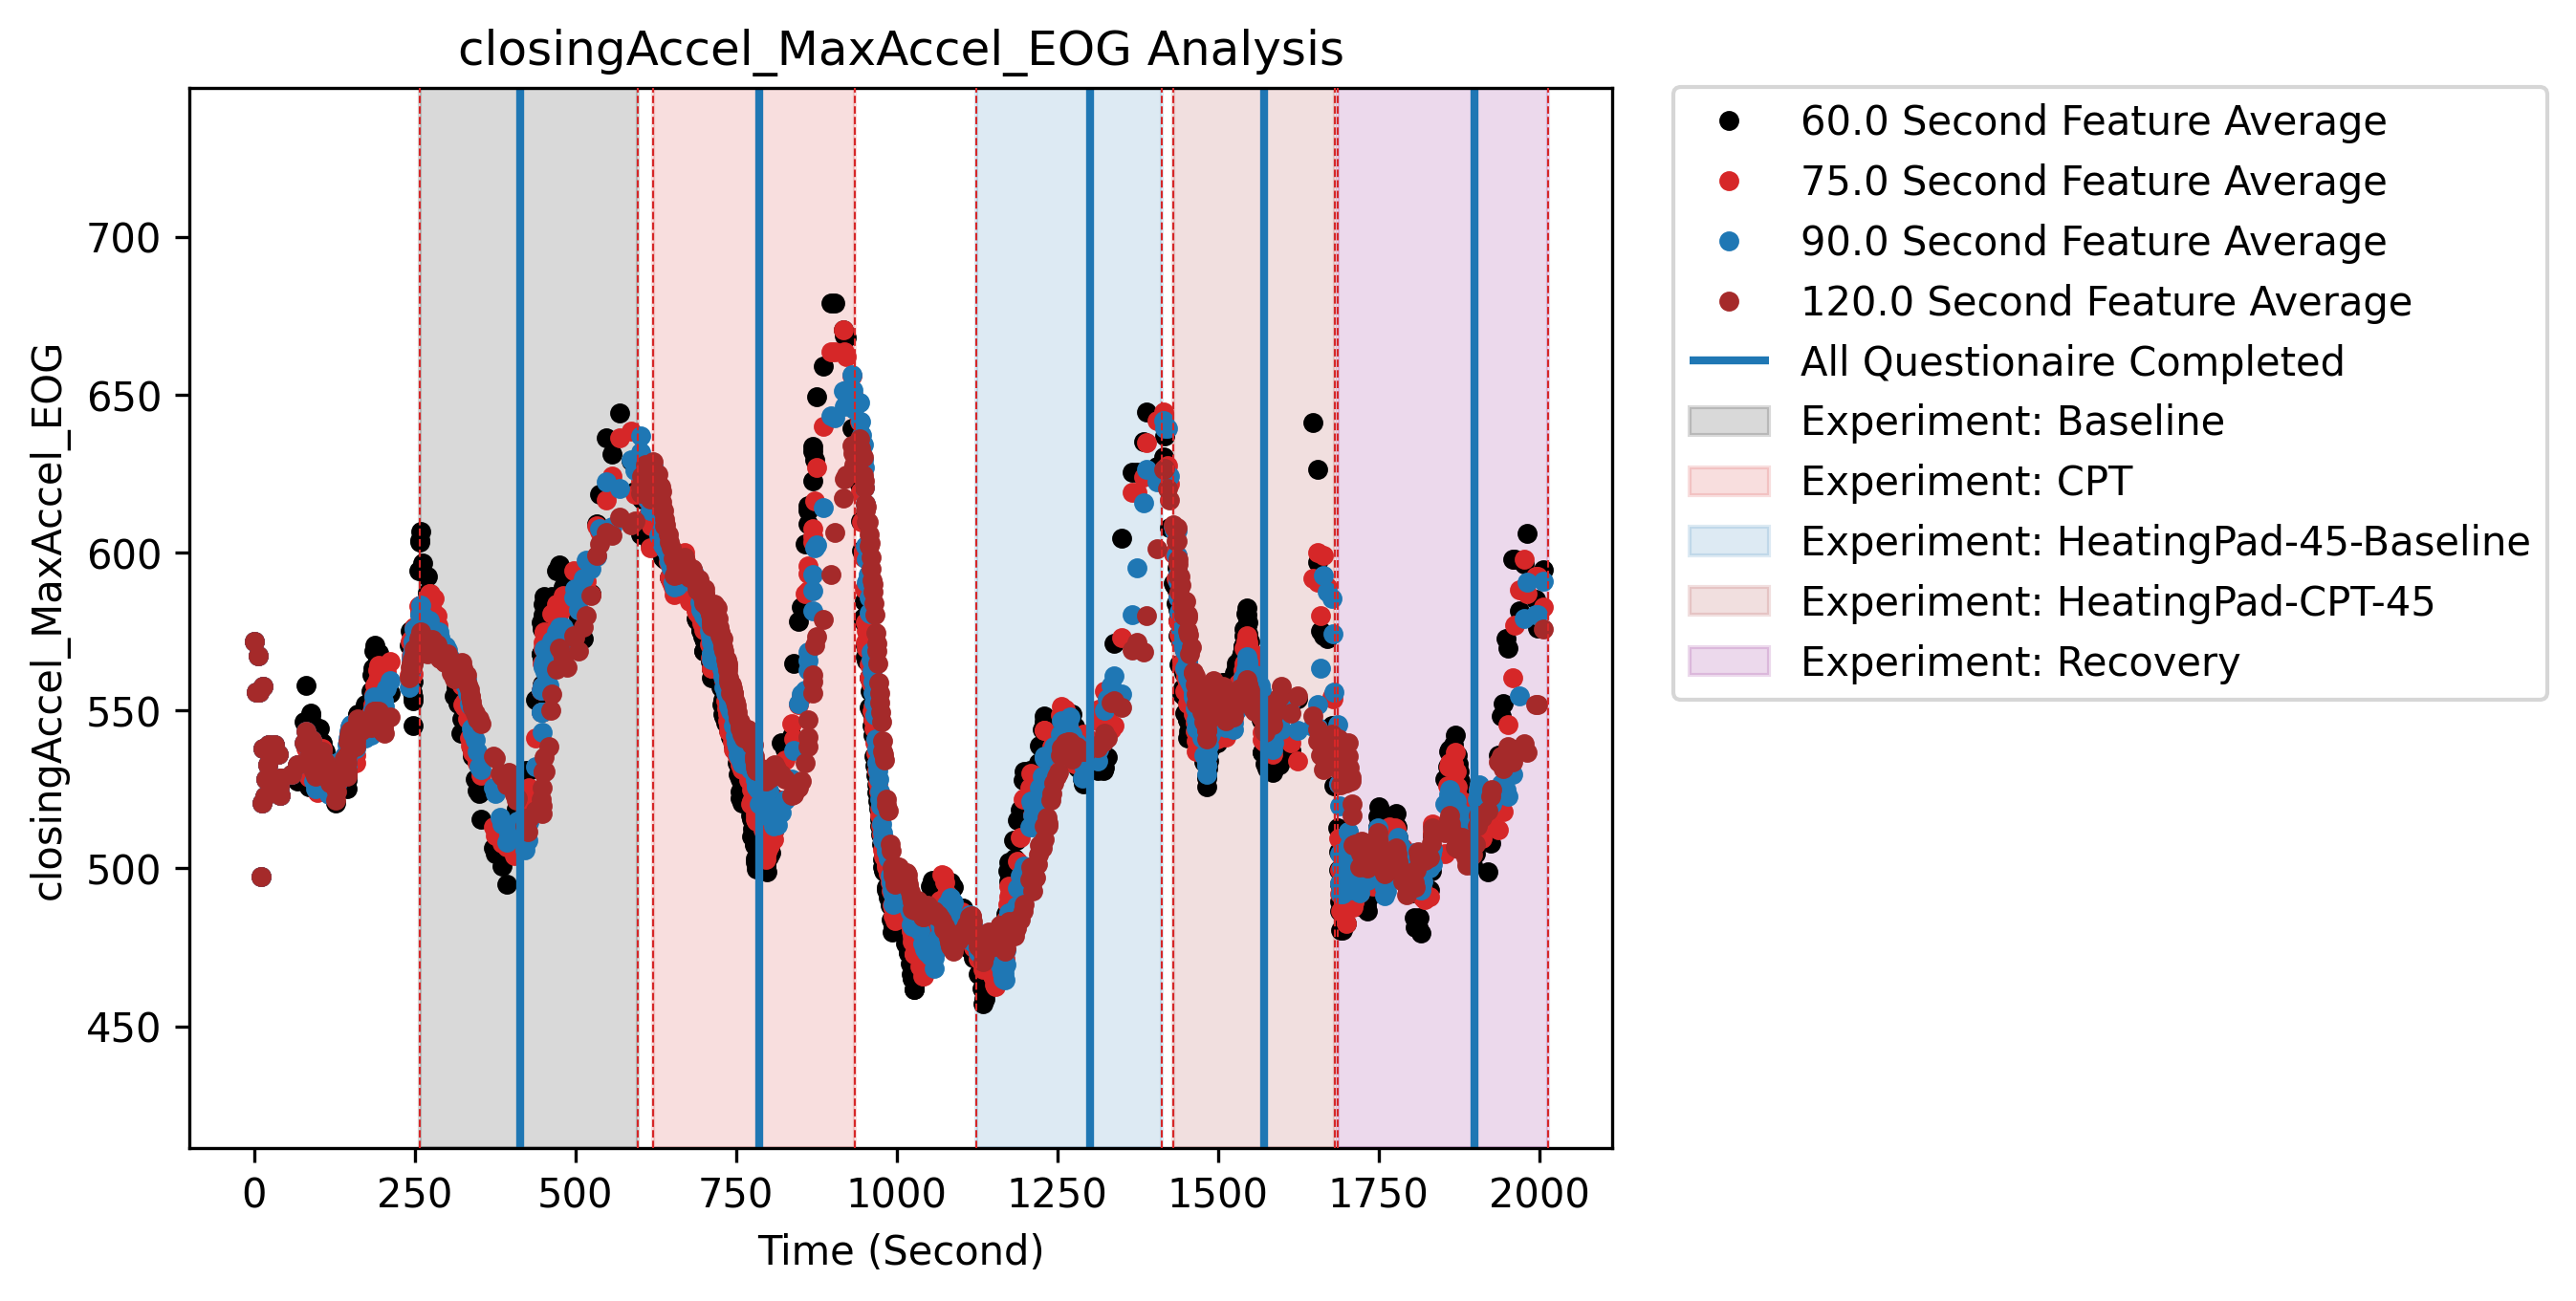 closingAccel_MaxAccel_EOG Analysis
closingAccel_MaxAccel_EOG
700
650
600
550
500
450
0 250 500 750 1000 1250 1500 1750 2000
Time (Second)
60.0 Second Feature Average
75.0 Second Feature Average
90.0 Second Feature Average
120.0 Second Feature Average
All Questionaire Completed
Experiment: Baseline
Experiment: CPT
Experiment: HeatingPad-45-Baseline
Experiment: HeatingPad-CPT-45
Experiment: Recovery